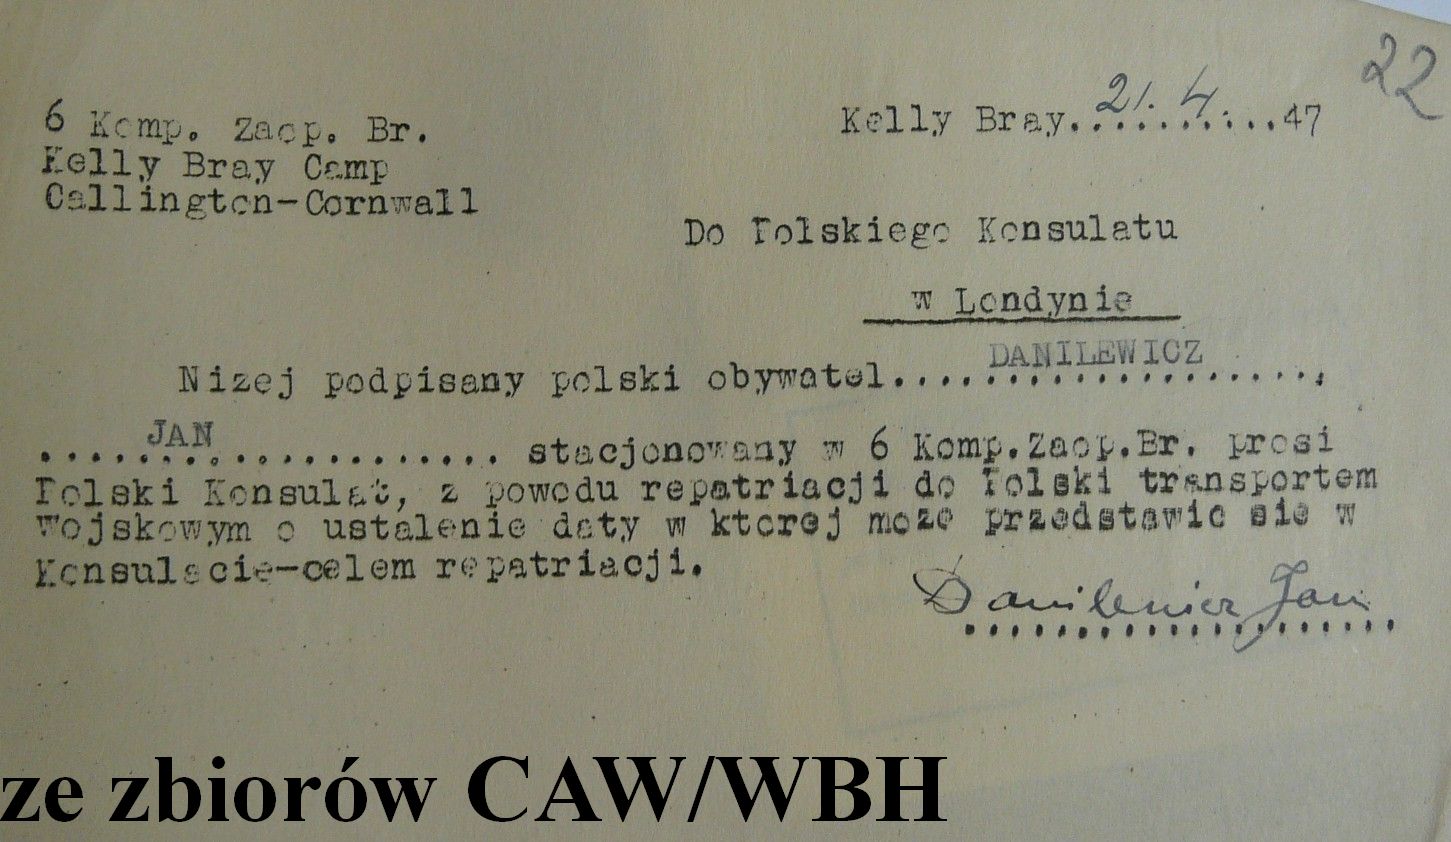 22
6 Komp. Zaop. Br.
Kelly Bray Camp
Callington-Cornwall
Kelly Bray. 21. 4. ....47
Do Polskiego Konsulatu
w Londynie
Nizej podpisany polski obywatel....DANILEWICZ....,
....JAN.... stacjonowany w 6 Komp.Zaop.Br. prosi
Polski Konsulat, z powodu repatriacji do Polski transportem
wojskowym o ustalenie daty w ktorej moze przedstawic sie w
Konsulacie-celem repatriacji.
Danilewicz Jan
ze zbiorów CAW/WBH